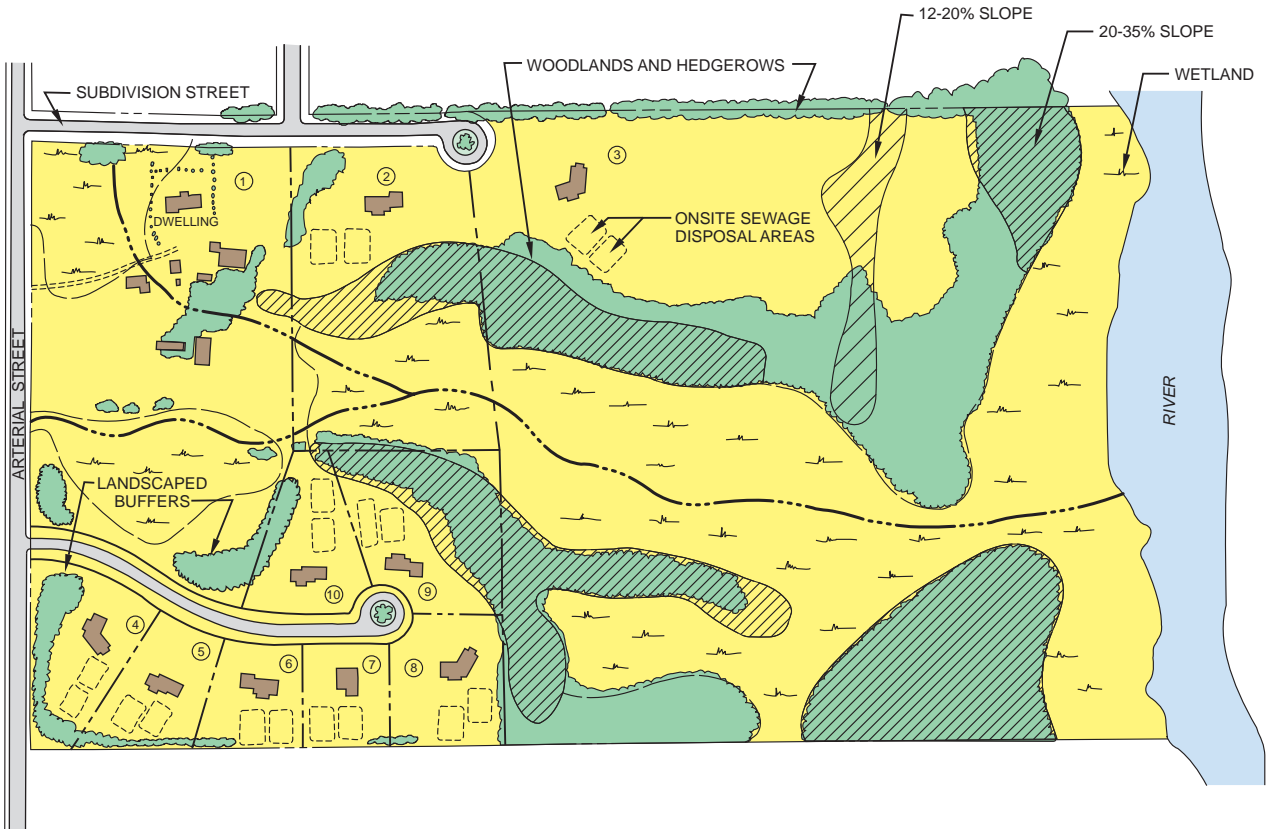 12-20% SLOPE
20-35% SLOPE
WOODLANDS AND HEDGEROWS
WETLAND
SUBDIVISION STREET
1
2
3
DWELLING
ONSITE SEWAGE
DISPOSAL AREAS
ARTERIAL STREET
RIVER
LANDSCAPED
BUFFERS
10
9
4
5
6
7
8